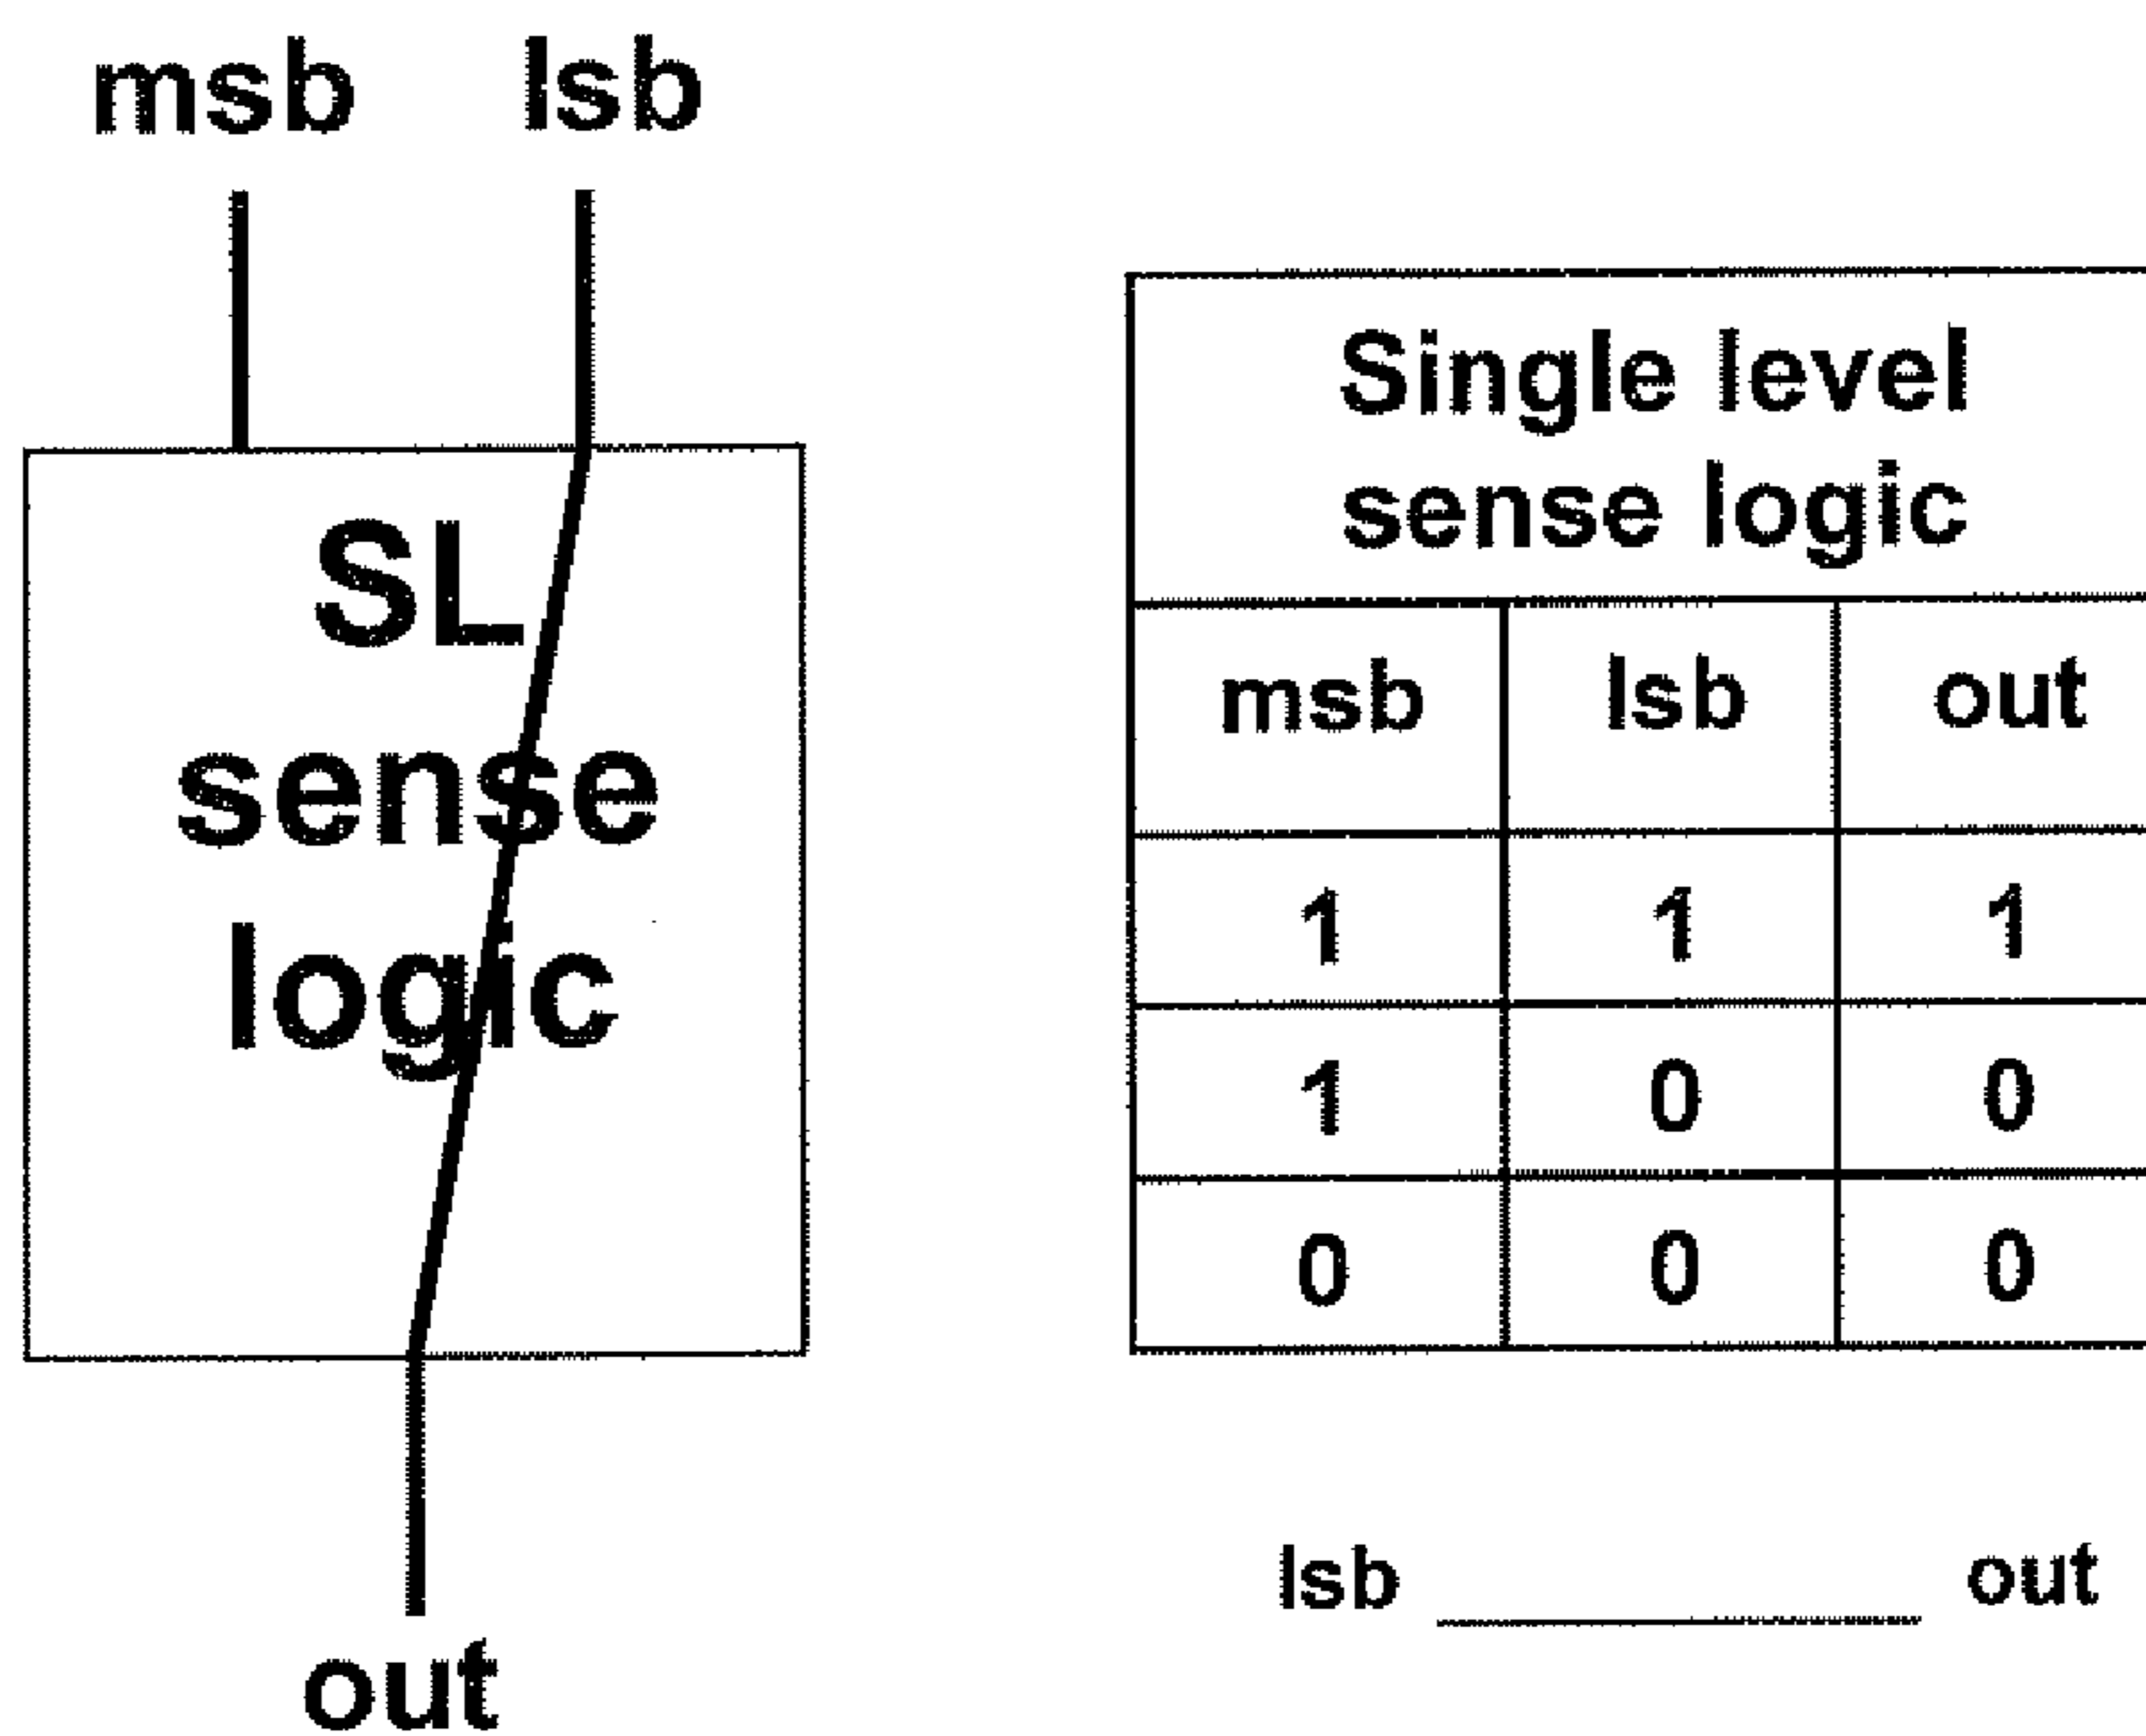 msb lsb
SL
sense
logic
out
Single level
sense logic
msb lsb out
1 1 1
1 0 0
0 0 0
lsb out